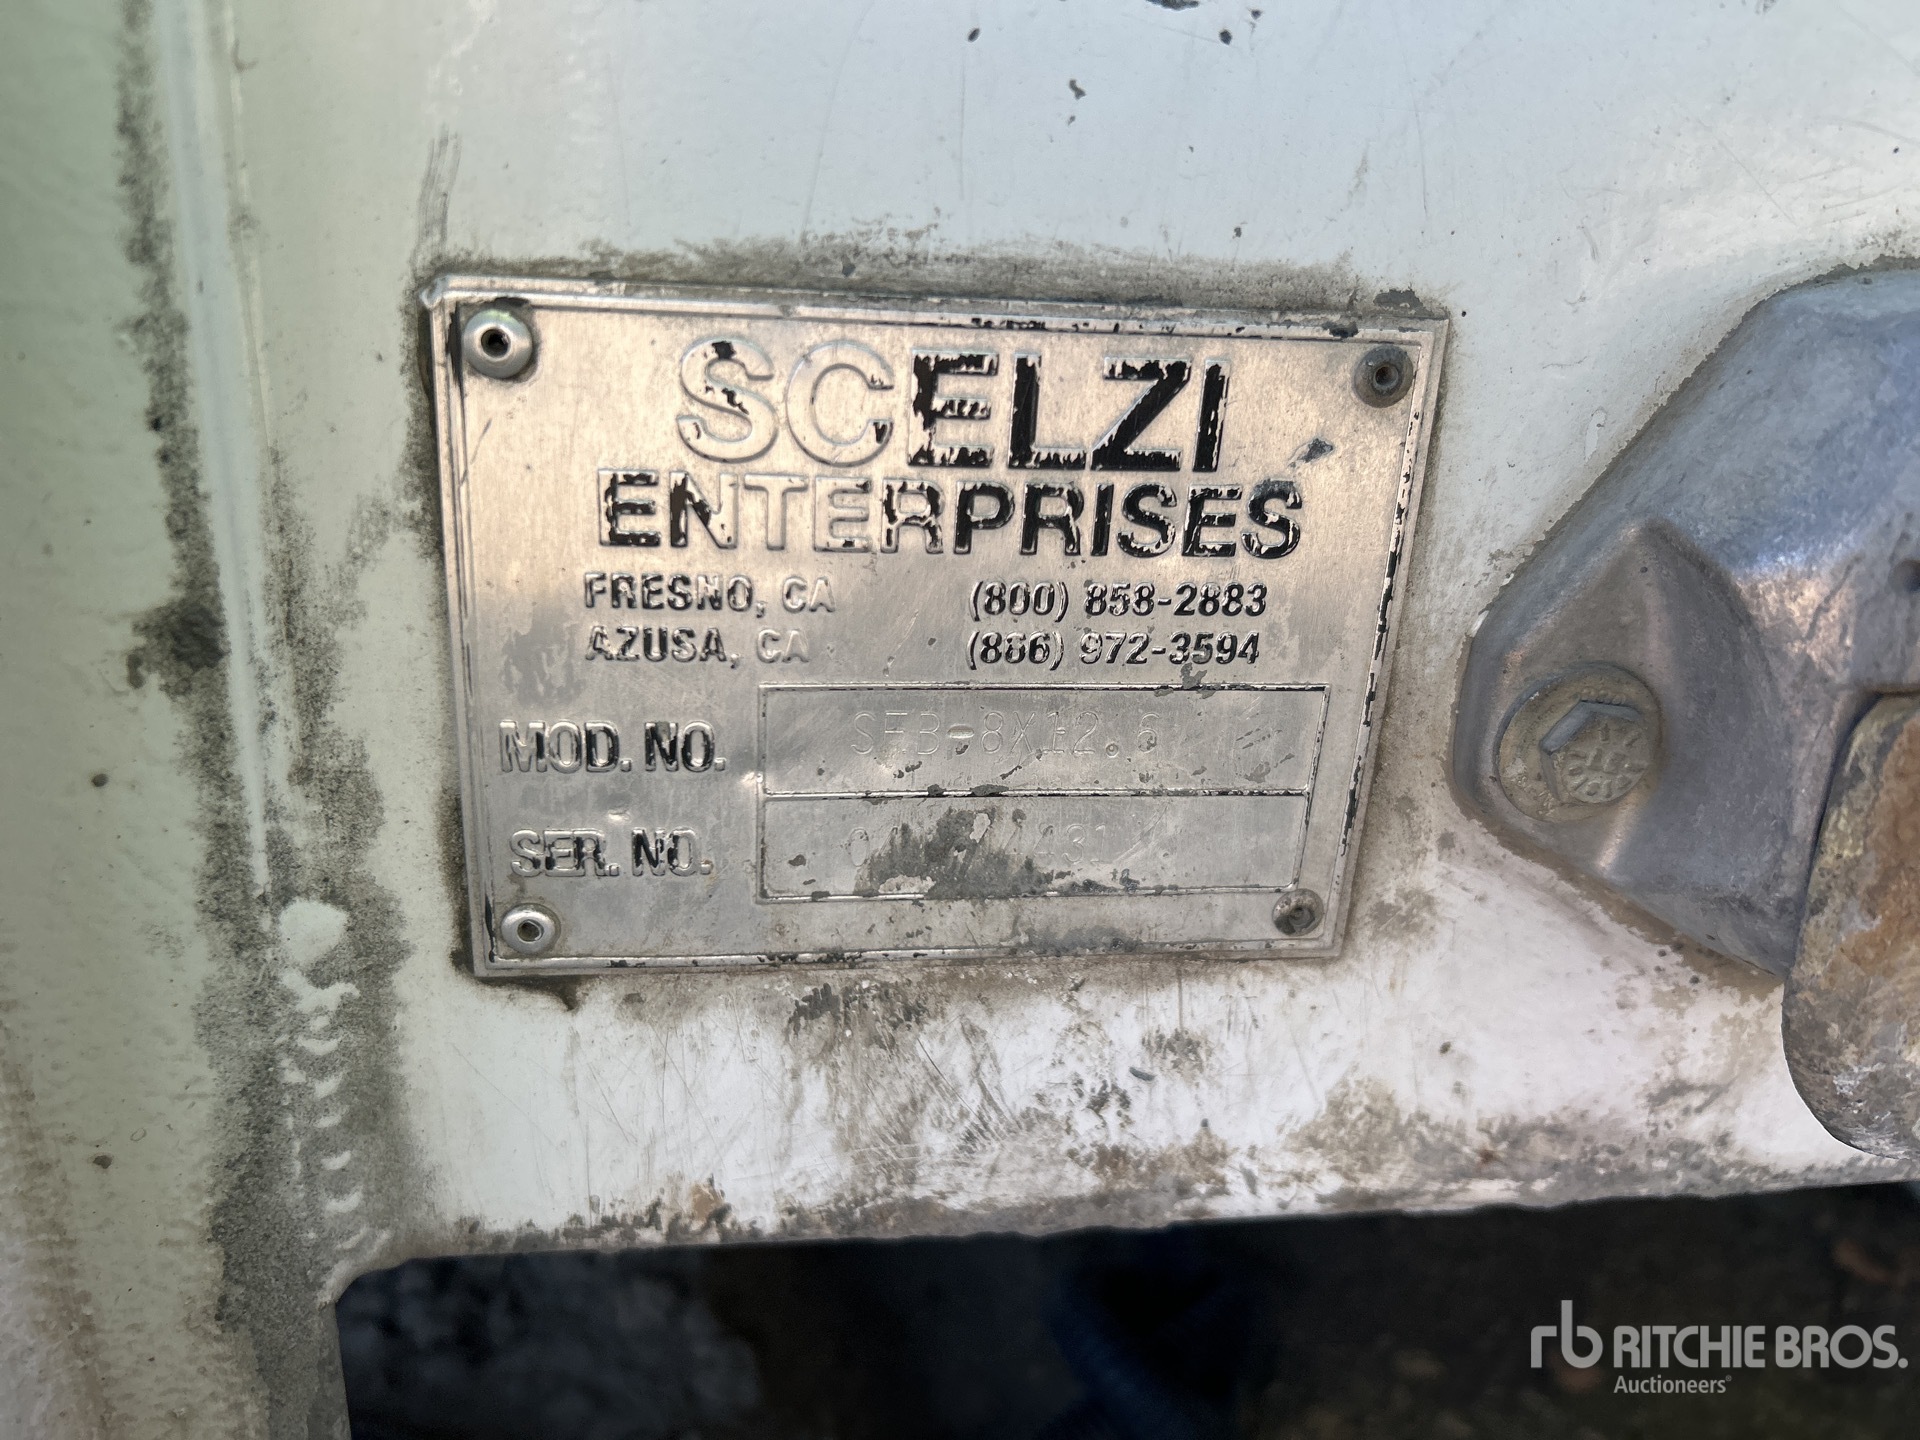 SCELZI
ENTERPRISES
FRESNO, CA (800) 858-2883
AZUSA, CA (866) 972-3594
MOD. NO.
SER. NO.
rb RITCHIE BROS.
Auctioneers